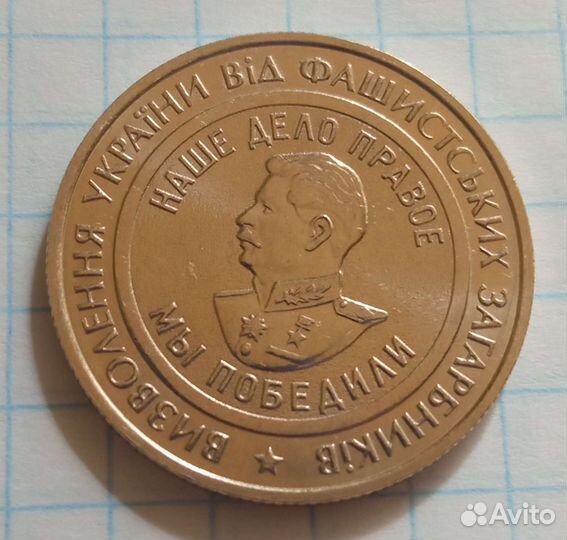 ВИЗВОЛЕННЯ УКРАЇНИ ВІД ФАШИСТСЬКИХ ЗАГАРБНИКІВ
НАШЕ ДЕЛО ПРАВОЕ
МЫ ПОБЕДИЛИ
Avito